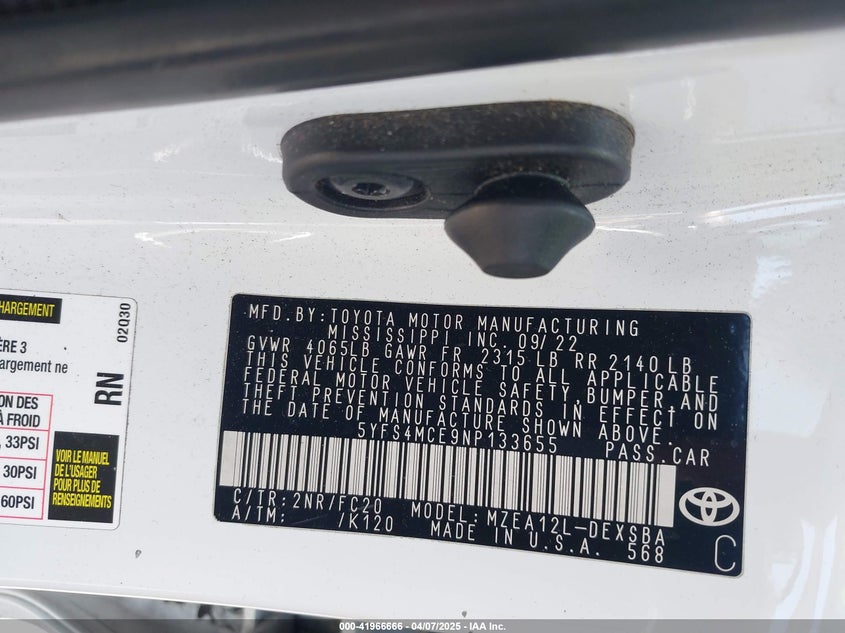 HARGEMENT
ÈRE 3
hargement ne
02Q30
RN
ON DES
À FROID
, 33PSI
30PSI
60PSI
VOIR LE MANUEL
DE L'USAGER
POUR PLUS DE
RENSEIGNEMENTS
MFD.BY:TOYOTA MOTOR MANUFACTURING
MISSISSIPPI INC. 09/22
GVWR 4065LB GAWR FR 2315 LB RR 2140 LB
THIS VEHICLE CONFORMS TO ALL APPLICABLE
FEDERAL MOTOR VEHICLE SAFETY, BUMPER, AND
THEFT PREVENTION STANDARDS IN EFFECT ON
THE DATE OF MANUFACTURE SHOWN ABOVE.
5YFS4MCE9NP133655 PASS.CAR
C/TR:2NR/FC20 MODEL:MZEA12L-DEXSBA
A/TM: /K120 MADE IN U.S.A. 568
C
000-41966666 - 04/07/2025 - IAA Inc.